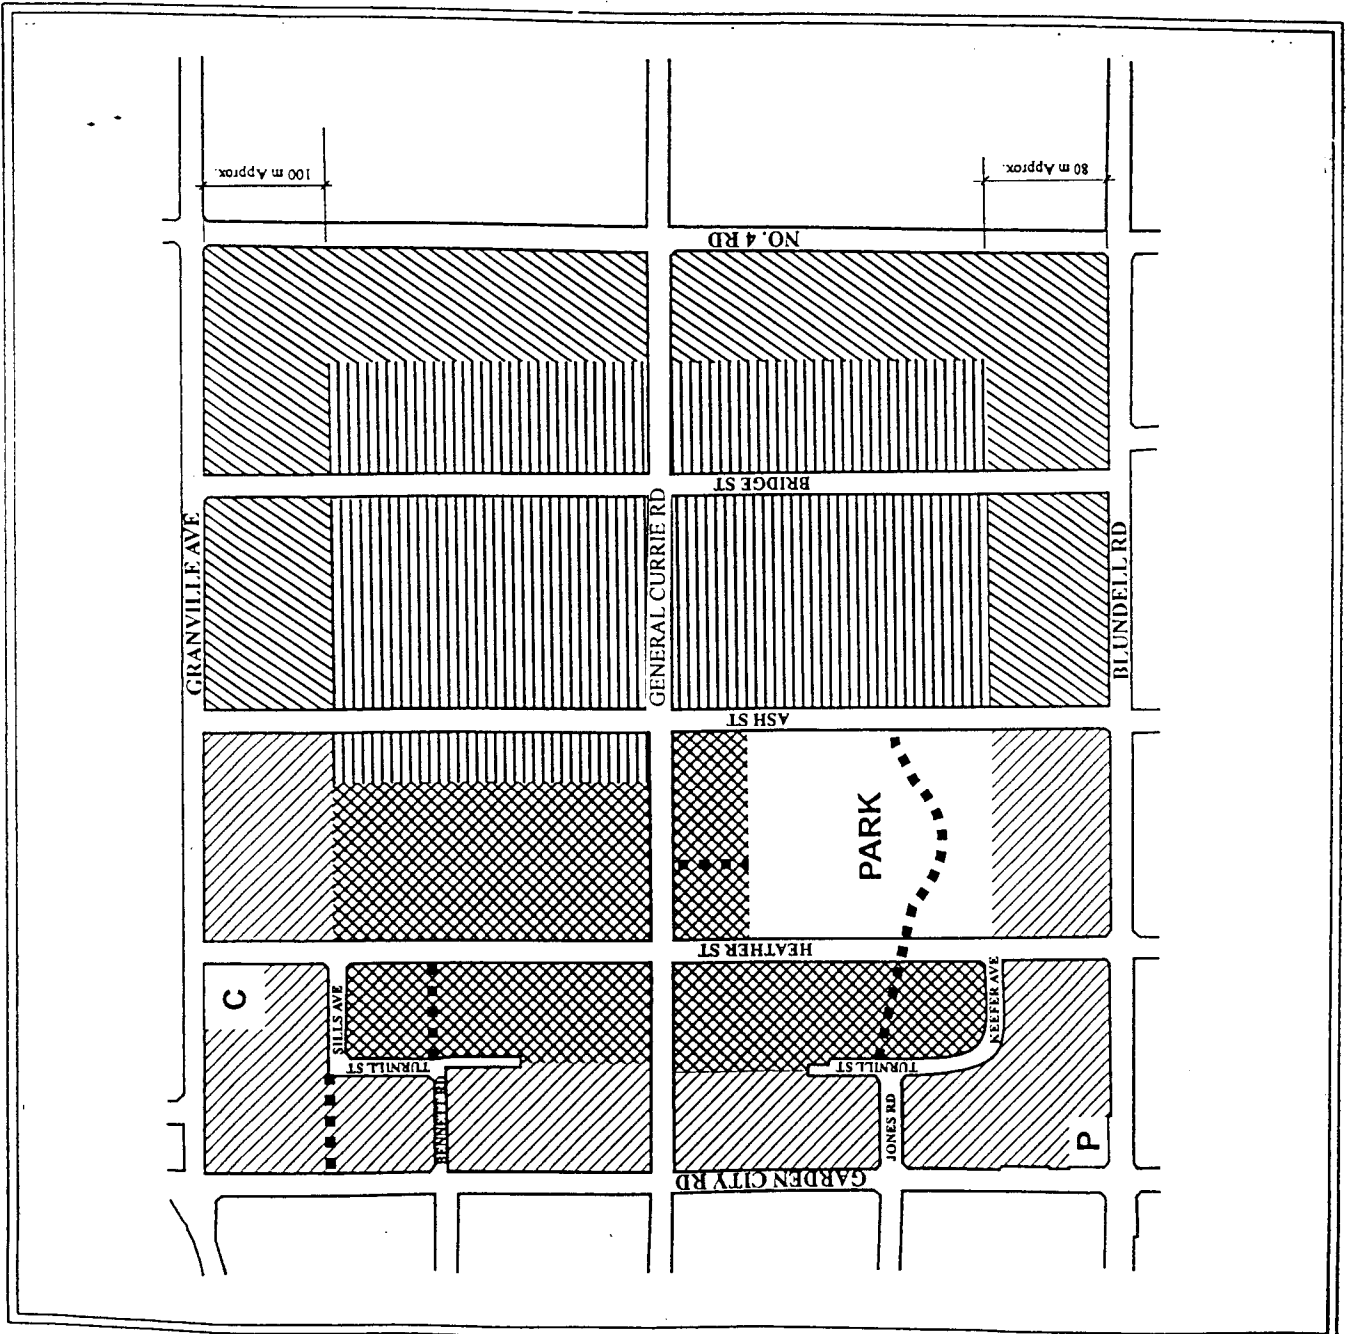 100 m Approx.
80 m Approx.
NO. 4 RD
BRIDGE ST
GRANVILLE AVE
GENERAL CURRIE RD
BLUNDELL RD
ASH ST
PARK
HEATHER ST
C
SILLS AVE
KEEFER AVE
TURNILL ST
TURNILL ST
BENNETT RD
JONES RD
P
GARDEN CITY RD